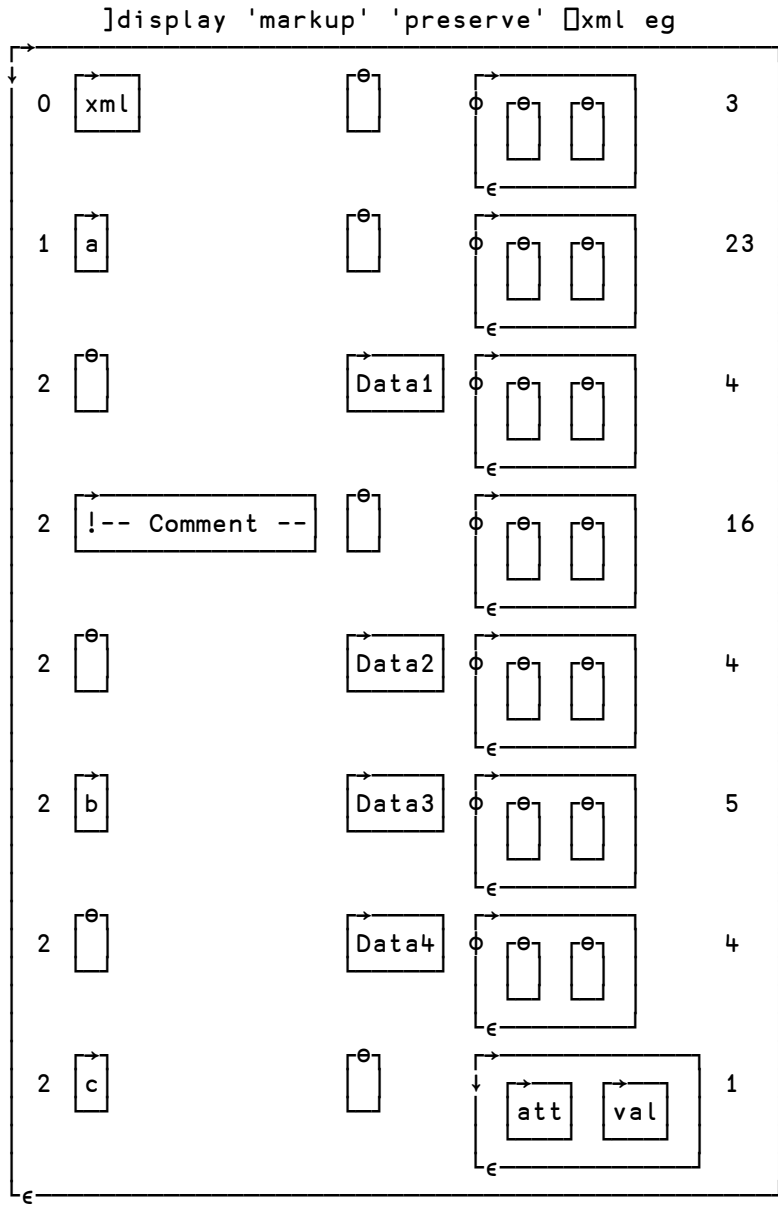 ]display 'markup' 'preserve' ⎕xml eg
0 xml 3
1 a 23
2 Data1 4
2 !-- Comment -- 16
2 Data2 4
2 b Data3 5
2 Data4 4
2 c att val 1